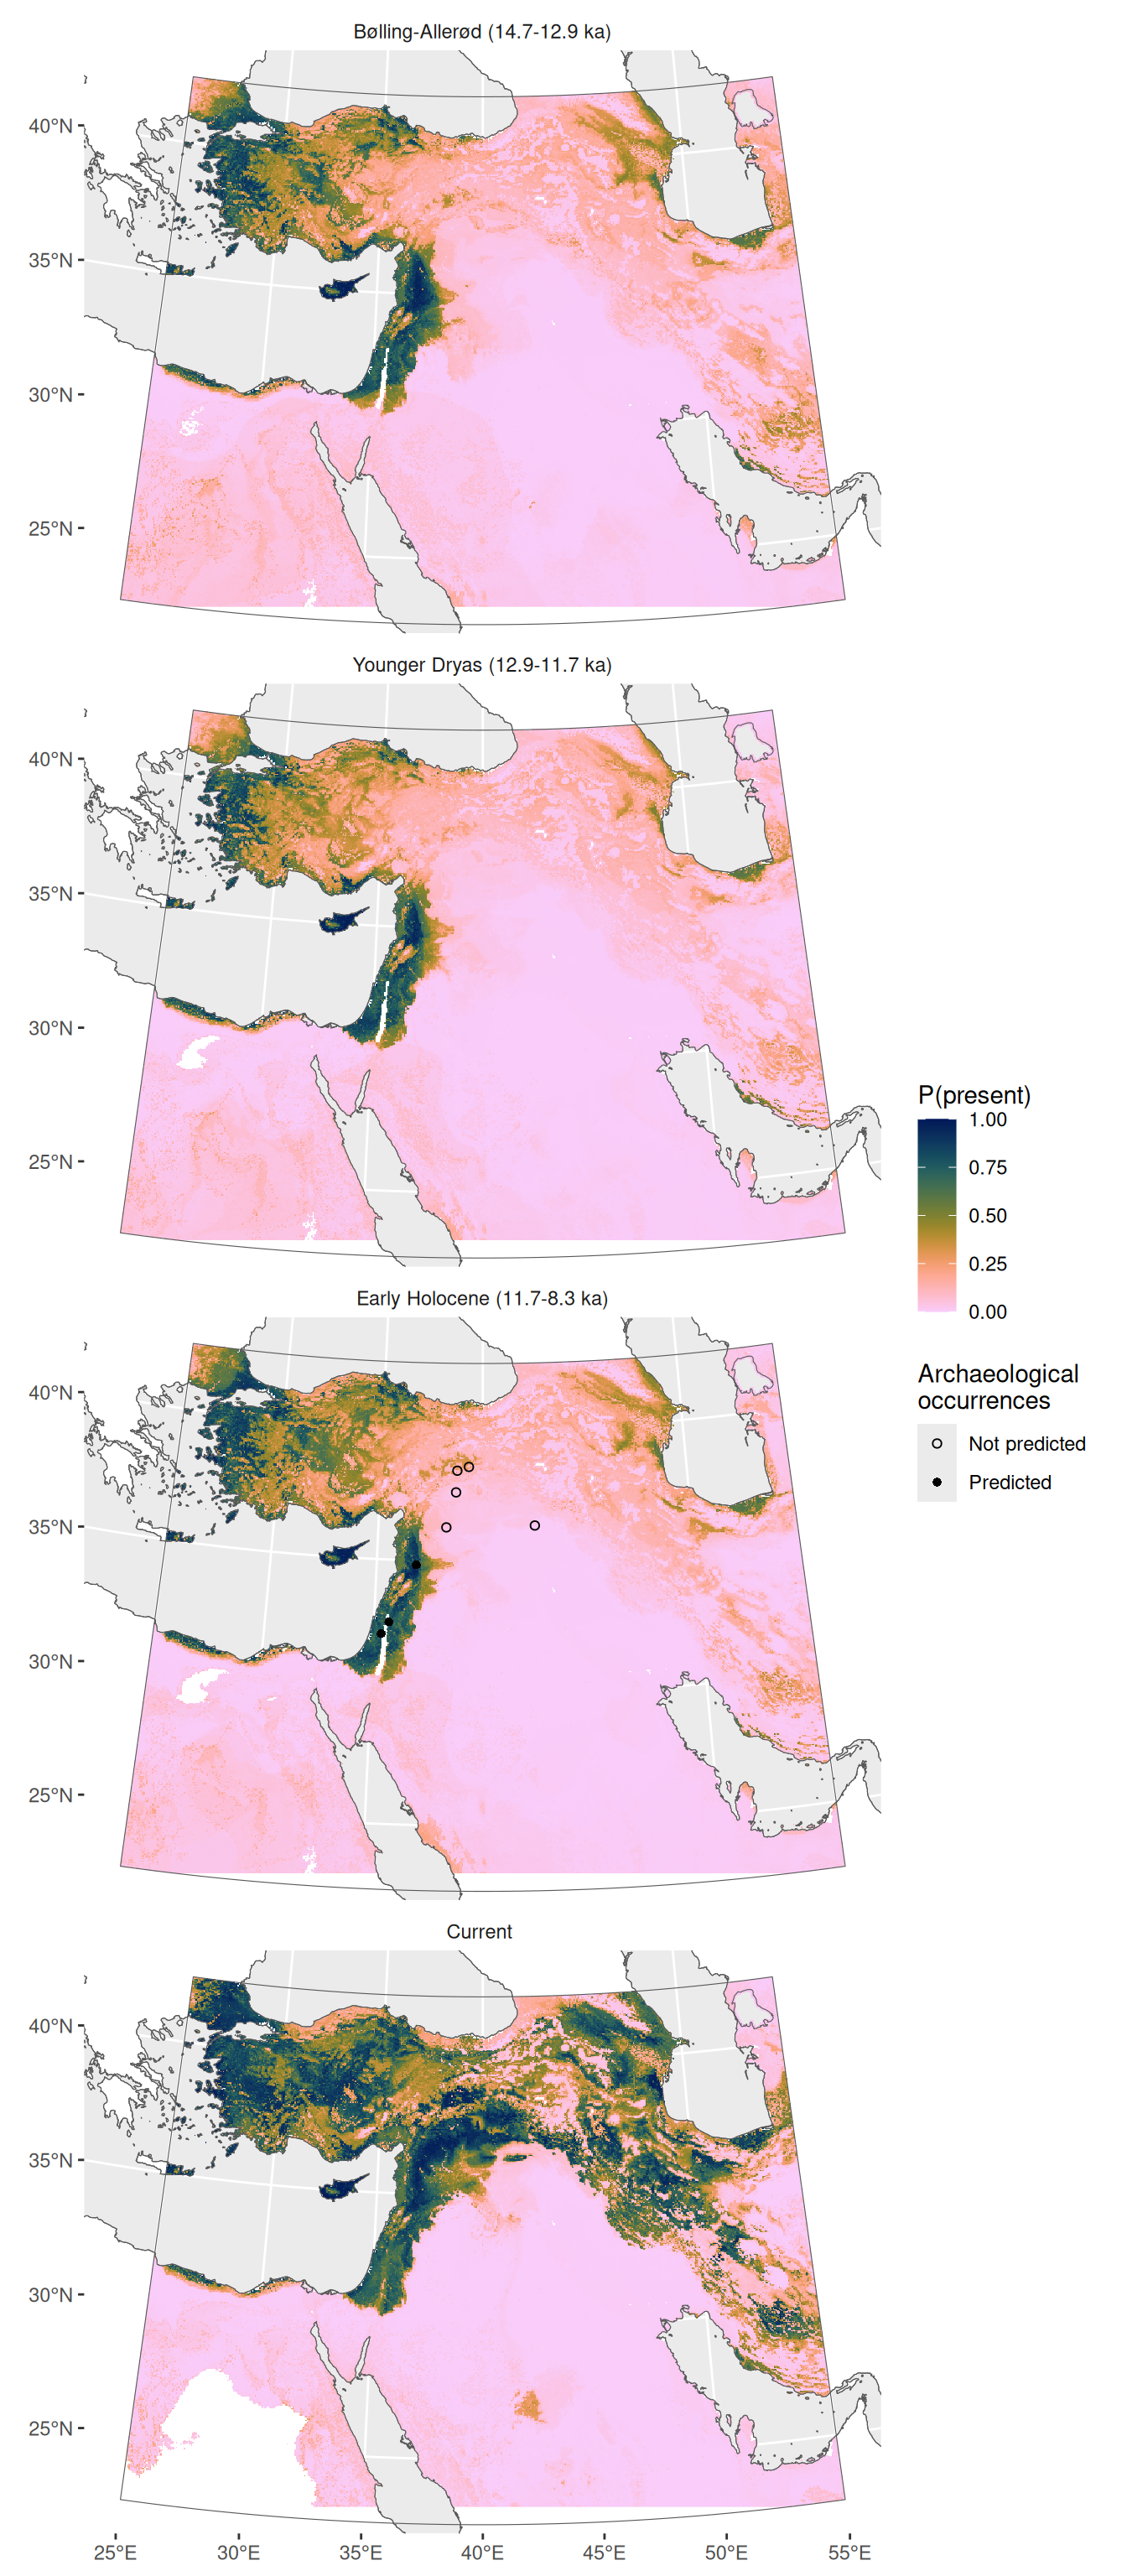 Bølling-Allerød (14.7-12.9 ka)
40°N
35°N
30°N
25°N
Younger Dryas (12.9-11.7 ka)
40°N
35°N
30°N
25°N
P(present)
1.00
0.75
0.50
0.25
0.00
Early Holocene (11.7-8.3 ka)
Archaeological
occurrences
Not predicted
Predicted
40°N
35°N
30°N
25°N
Current
40°N
35°N
30°N
25°N
25°E 30°E 35°E 40°E 45°E 50°E 55°E